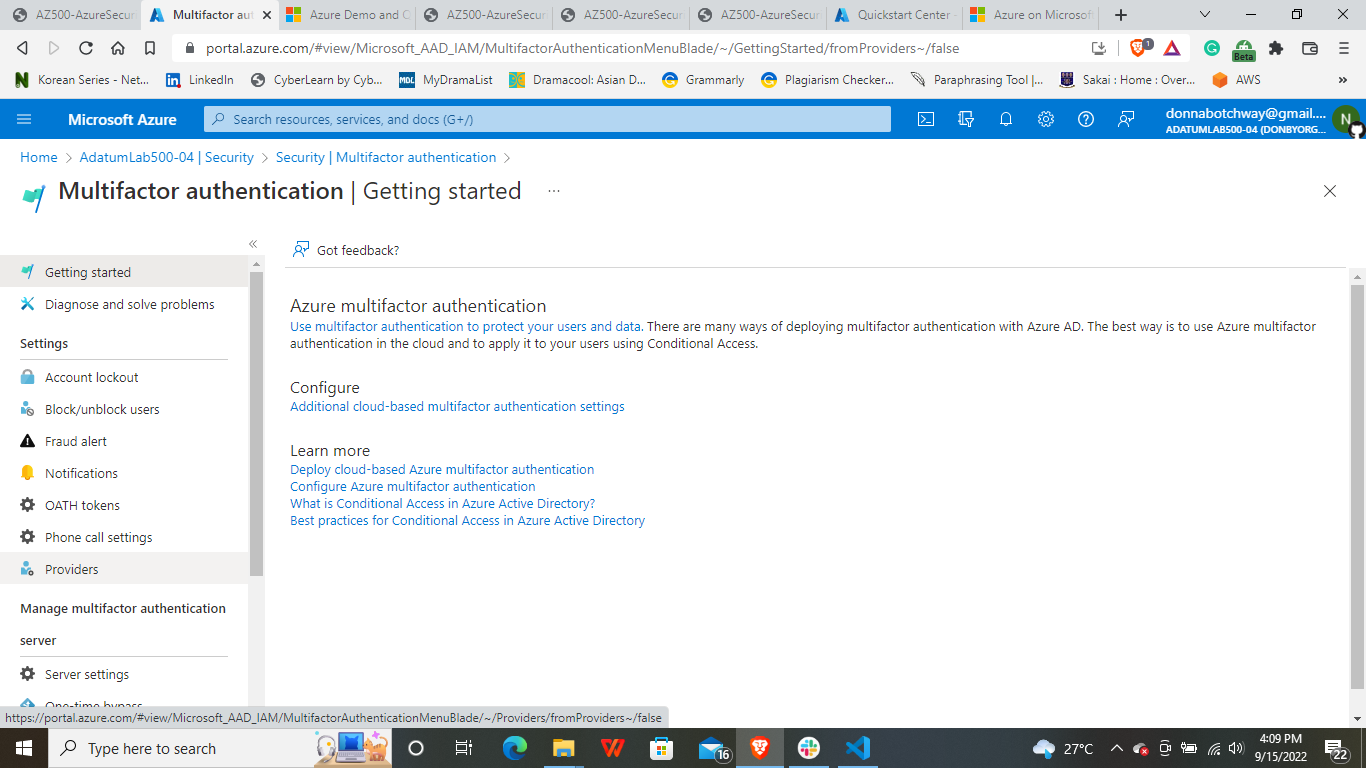 AZ500-AzureSecur
Multifactor aut
Azure Demo and C
AZ500-AzureSecur
AZ500-AzureSecur
AZ500-AzureSecur
Quickstart Center -
Azure on Microsof
portal.azure.com/#view/Microsoft_AAD_IAM/MultifactorAuthenticationMenuBlade/~/GettingStarted/fromProviders~/false
1
Beta
Korean Series - Net...
LinkedIn
CyberLearn by Cyb...
MDL MyDramaList
Dramacool: Asian D...
Grammarly
Plagiarism Checker...
Paraphrasing Tool |...
Sakai : Home : Over...
AWS
»
Microsoft Azure
Search resources, services, and docs (G+/)
donnabotchway@gmail....
ADATUMLAB500-04 (DONBYORG...
N
Home > AdatumLab500-04 | Security > Security | Multifactor authentication >
Multifactor authentication | Getting started ...
«
Got feedback?
Getting started
Diagnose and solve problems
Settings
Account lockout
Block/unblock users
Fraud alert
Notifications
OATH tokens
Phone call settings
Providers
Manage multifactor authentication
server
Server settings
One-time bypass
Azure multifactor authentication
Use multifactor authentication to protect your users and data. There are many ways of deploying multifactor authentication with Azure AD. The best way is to use Azure multifactor
authentication in the cloud and to apply it to your users using Conditional Access.
Configure
Additional cloud-based multifactor authentication settings
Learn more
Deploy cloud-based Azure multifactor authentication
Configure Azure multifactor authentication
What is Conditional Access in Azure Active Directory?
Best practices for Conditional Access in Azure Active Directory
https://portal.azure.com/#view/Microsoft_AAD_IAM/MultifactorAuthenticationMenuBlade/~/Providers/fromProviders~/false
Type here to search
16
27°C
4:09 PM
9/15/2022
22